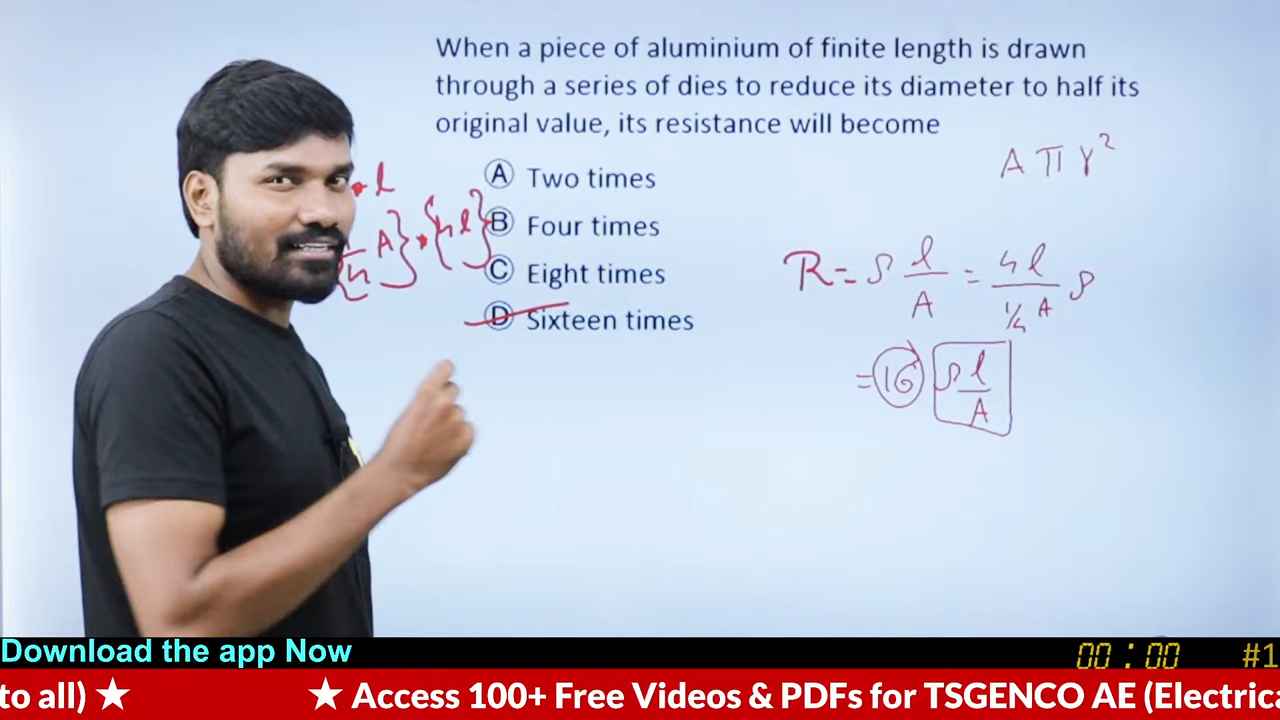 When a piece of aluminium of finite length is drawn
through a series of dies to reduce its diameter to half its
original value, its resistance will become
A π r²
l
Ⓐ Two times
A} · {4l}
Ⓑ Four times
Ⓒ Eight times
Ⓓ Sixteen times
R = ρ l/A = 4l/(1/4 A) ρ
= 16 ρl/A
Download the app Now
00 : 00 #1
to all) ★ ★ Access 100+ Free Videos & PDFs for TSGENCO AE (Electrica